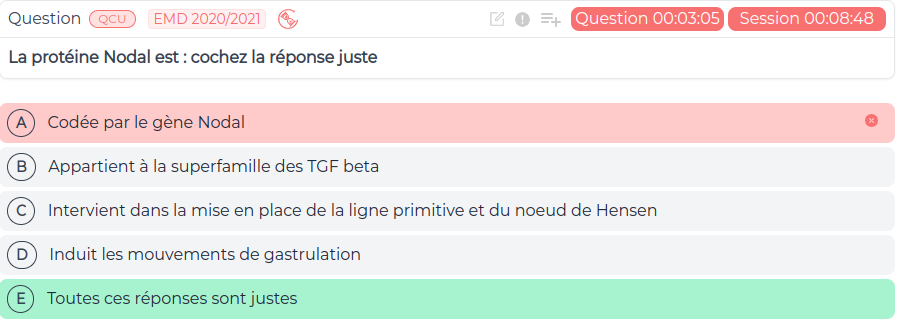 Question QCU EMD 2020/2021 Question 00:03:05 Session 00:08:48
La protéine Nodal est : cochez la réponse juste
A Codée par le gène Nodal
B Appartient à la superfamille des TGF beta
C Intervient dans la mise en place de la ligne primitive et du noeud de Hensen
D Induit les mouvements de gastrulation
E Toutes ces réponses sont justes